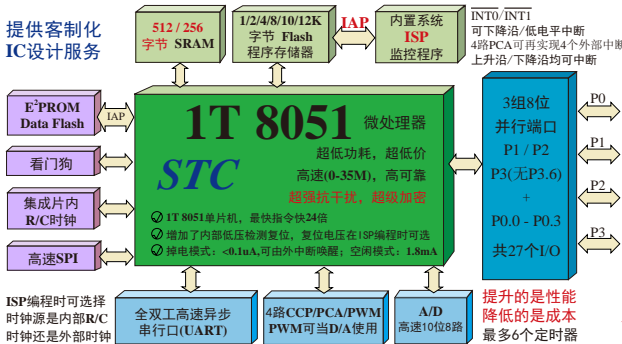 提供客制化
IC设计服务
512 / 256
字节 SRAM
1/2/4/8/10/12K
字节 Flash
程序存储器
IAP
内置系统
ISP
监控程序
INT0/INT1
可下降沿/低电平中断
4路PCA可再实现4个外部中断
上升沿/下降沿均可中断
E²PROM
Data Flash
IAP
看门狗
集成片内
R/C时钟
高速SPI
1T 8051 微处理器
STC
超低功耗，超低价
高速(0-35M)，高可靠
超强抗干扰，超级加密
1T 8051单片机，最快指令快24倍
增加了内部低压检测复位，复位电压在ISP编程时可选
掉电模式：<0.1uA,可由外中断唤醒；空闲模式：1.8mA
3组8位
并行端口
P1 / P2
P3(无P3.6)
+
P0.0 - P0.3
共27个I/O
P0
P1
P2
P3
ISP编程时可选择
时钟源是内部R/C
时钟还是外部时钟
全双工高速异步
串行口(UART)
4路CCP/PCA/PWM
PWM可当D/A使用
A/D
高速10位8路
提升的是性能
降低的是成本
最多6个定时器